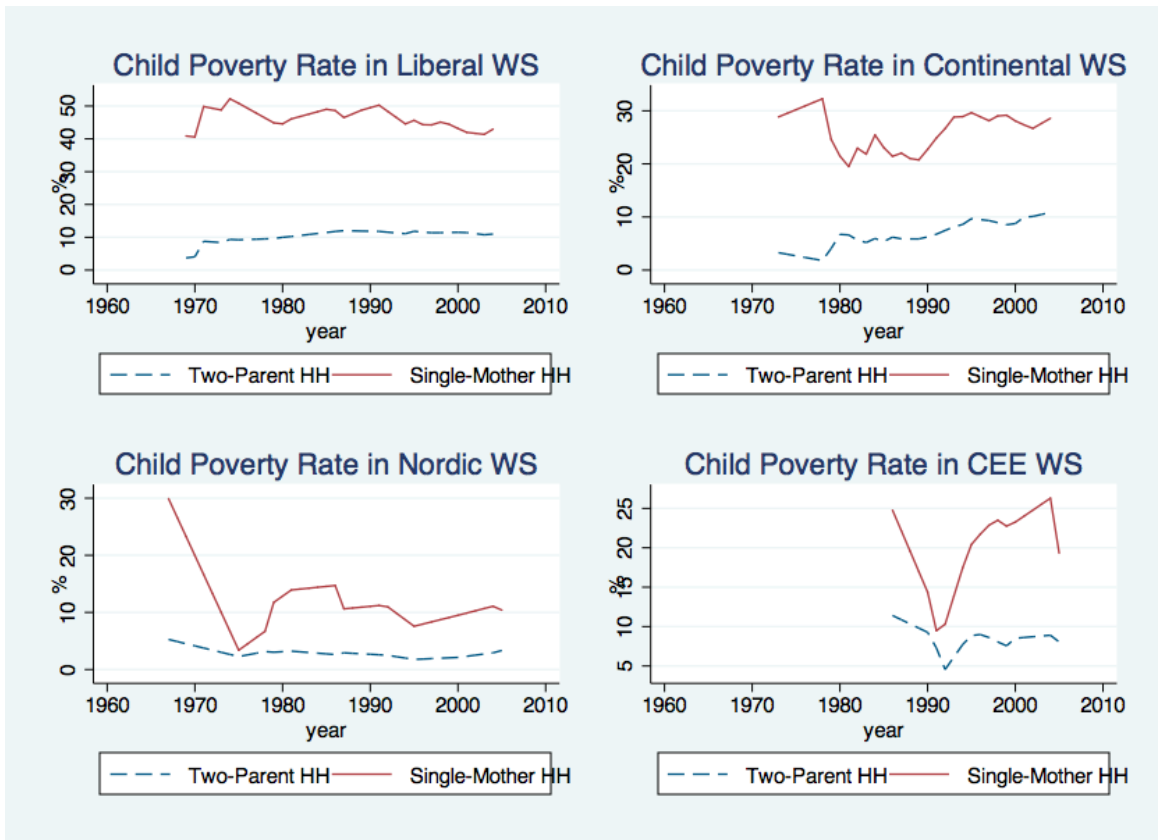 Child Poverty Rate in Liberal WS
%
0 10 20 30 40 50
1960 1970 1980 1990 2000 2010
year
Two-Parent HH Single-Mother HH
Child Poverty Rate in Continental WS
%
0 10 20 30
1960 1970 1980 1990 2000 2010
year
Two-Parent HH Single-Mother HH
Child Poverty Rate in Nordic WS
%
0 10 20 30
1960 1970 1980 1990 2000 2010
year
Two-Parent HH Single-Mother HH
Child Poverty Rate in CEE WS
%
5 10 15 20 25
1960 1970 1980 1990 2000 2010
year
Two-Parent HH Single-Mother HH